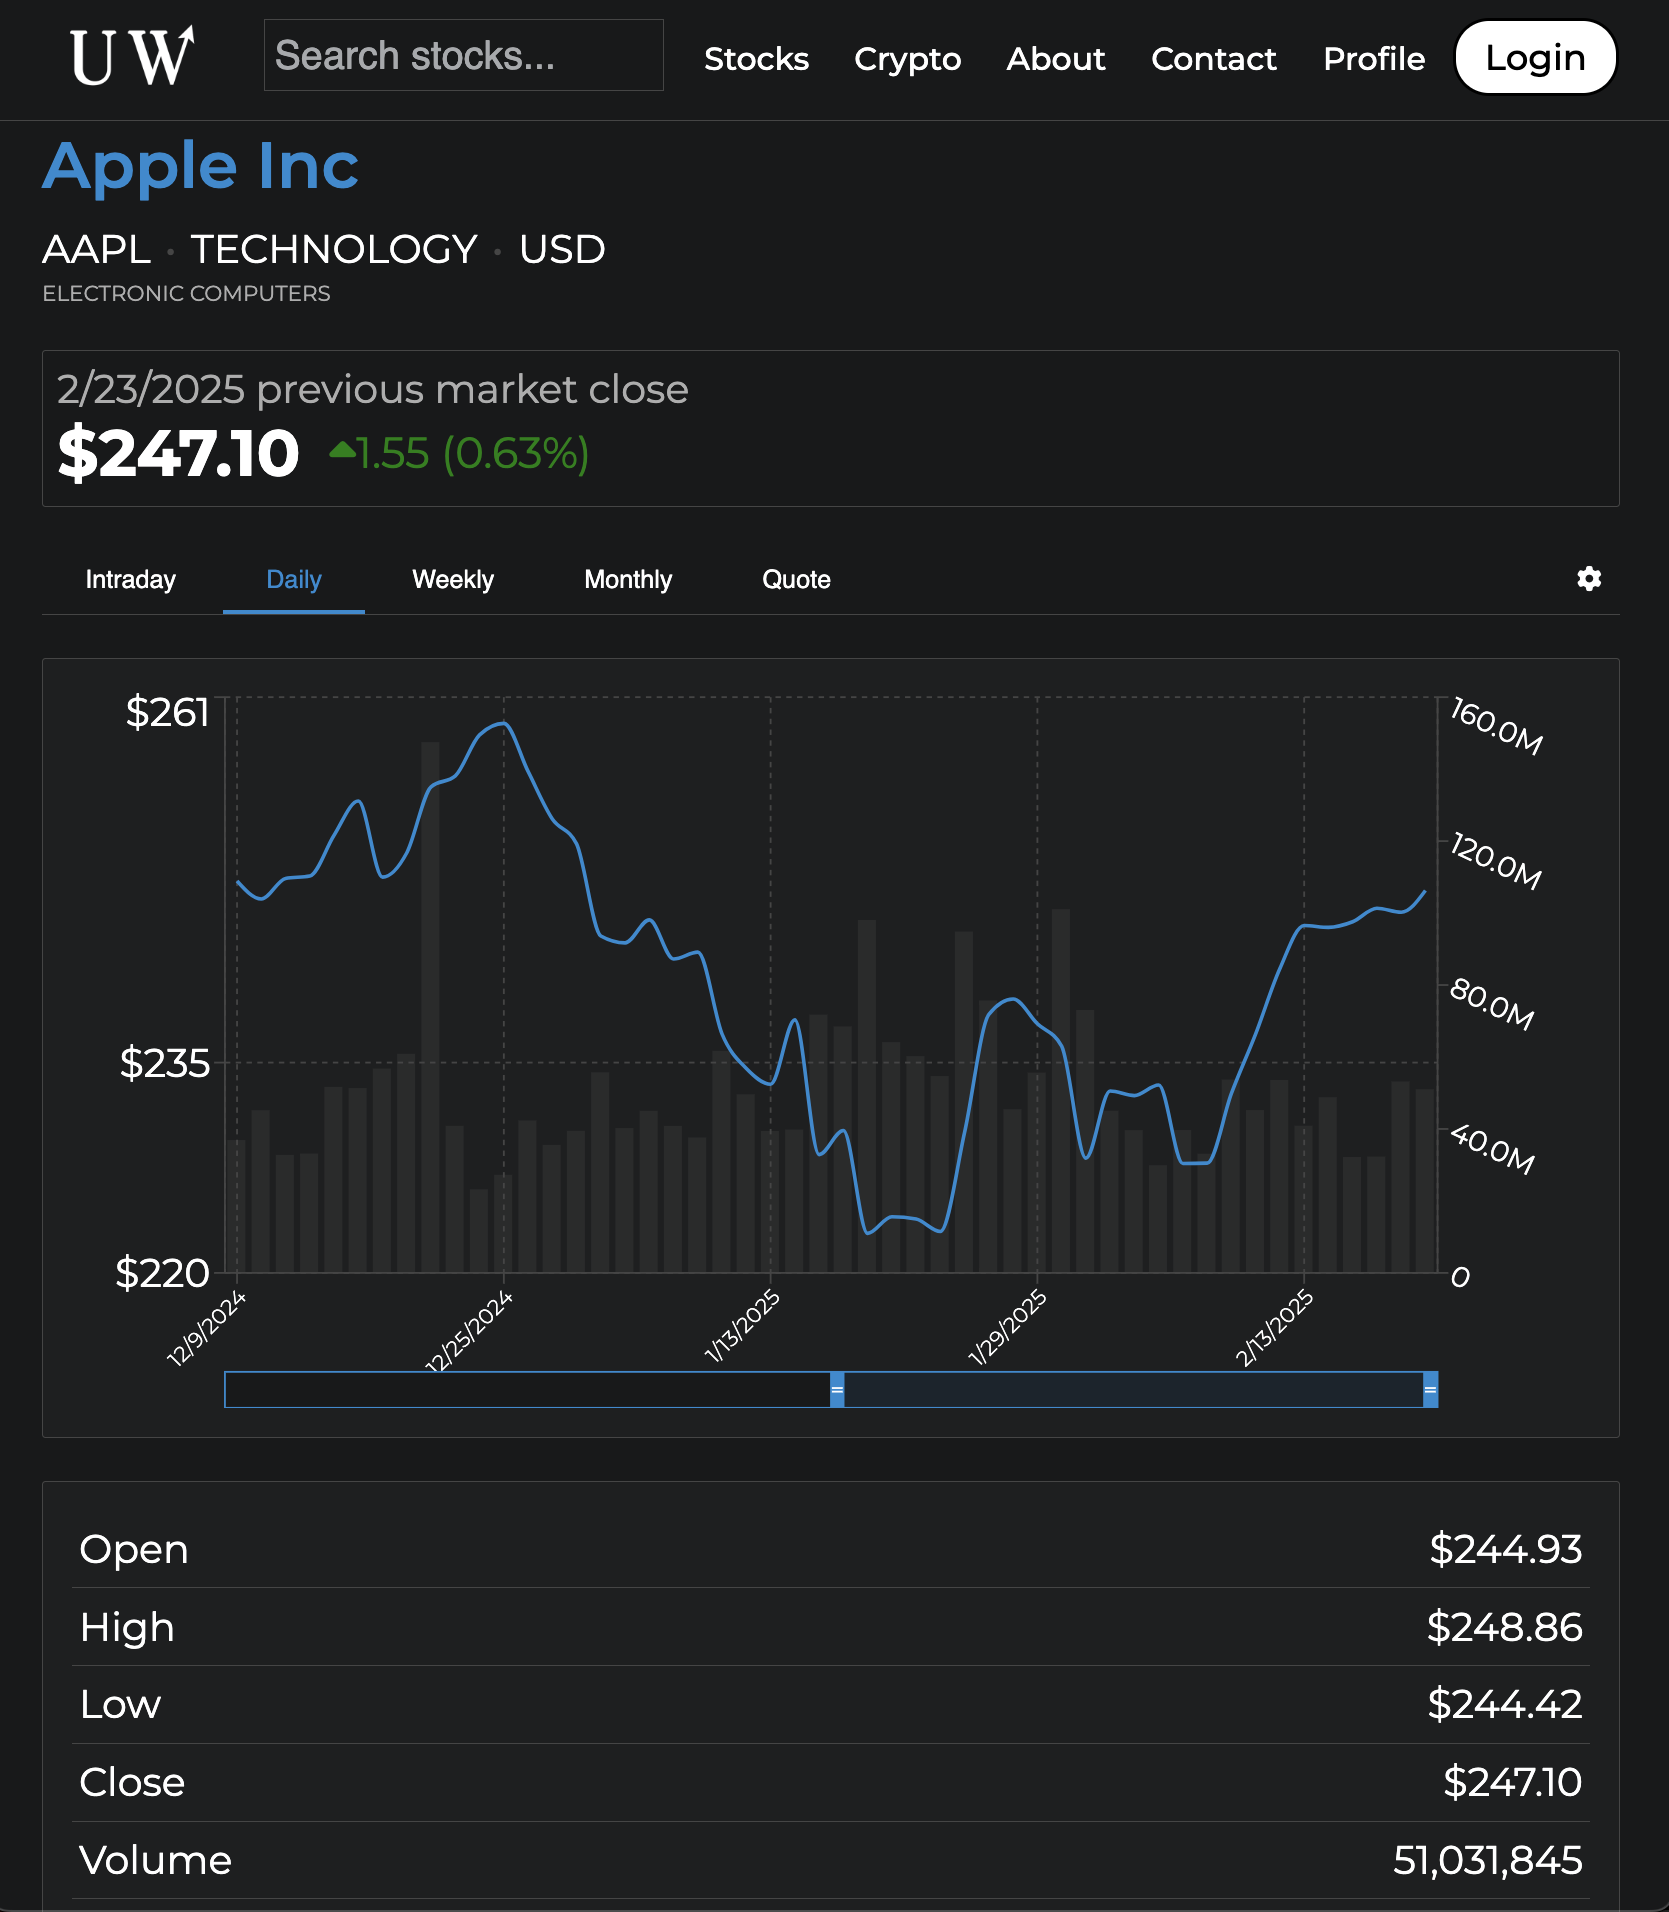 UW
Search stocks...
Stocks Crypto About Contact Profile Login
Apple Inc
AAPL • TECHNOLOGY • USD
ELECTRONIC COMPUTERS
2/23/2025 previous market close
$247.10 1.55 (0.63%)
Intraday Daily Weekly Monthly Quote
$261
$235
$220
160.0M
120.0M
80.0M
40.0M
0
12/9/2024
12/25/2024
1/13/2025
1/29/2025
2/13/2025
Open $244.93
High $248.86
Low $244.42
Close $247.10
Volume 51,031,845